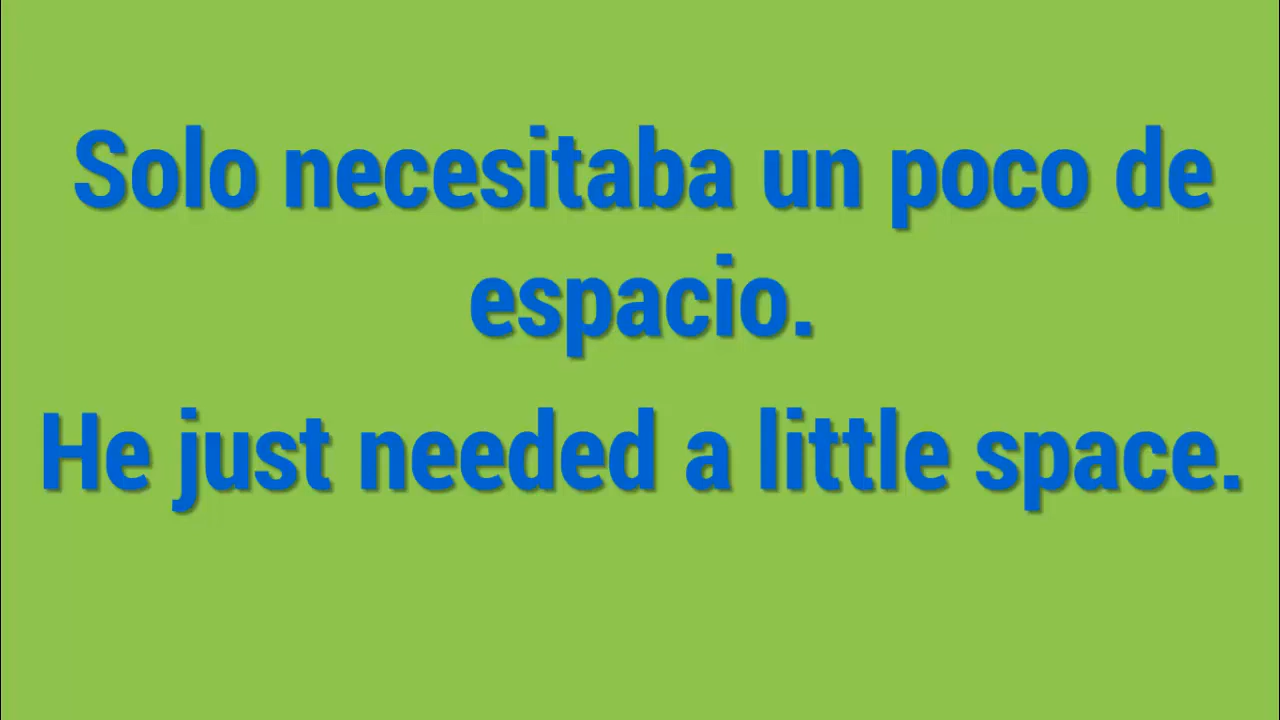 Solo necesitaba un poco de
espacio.
He just needed a little space.